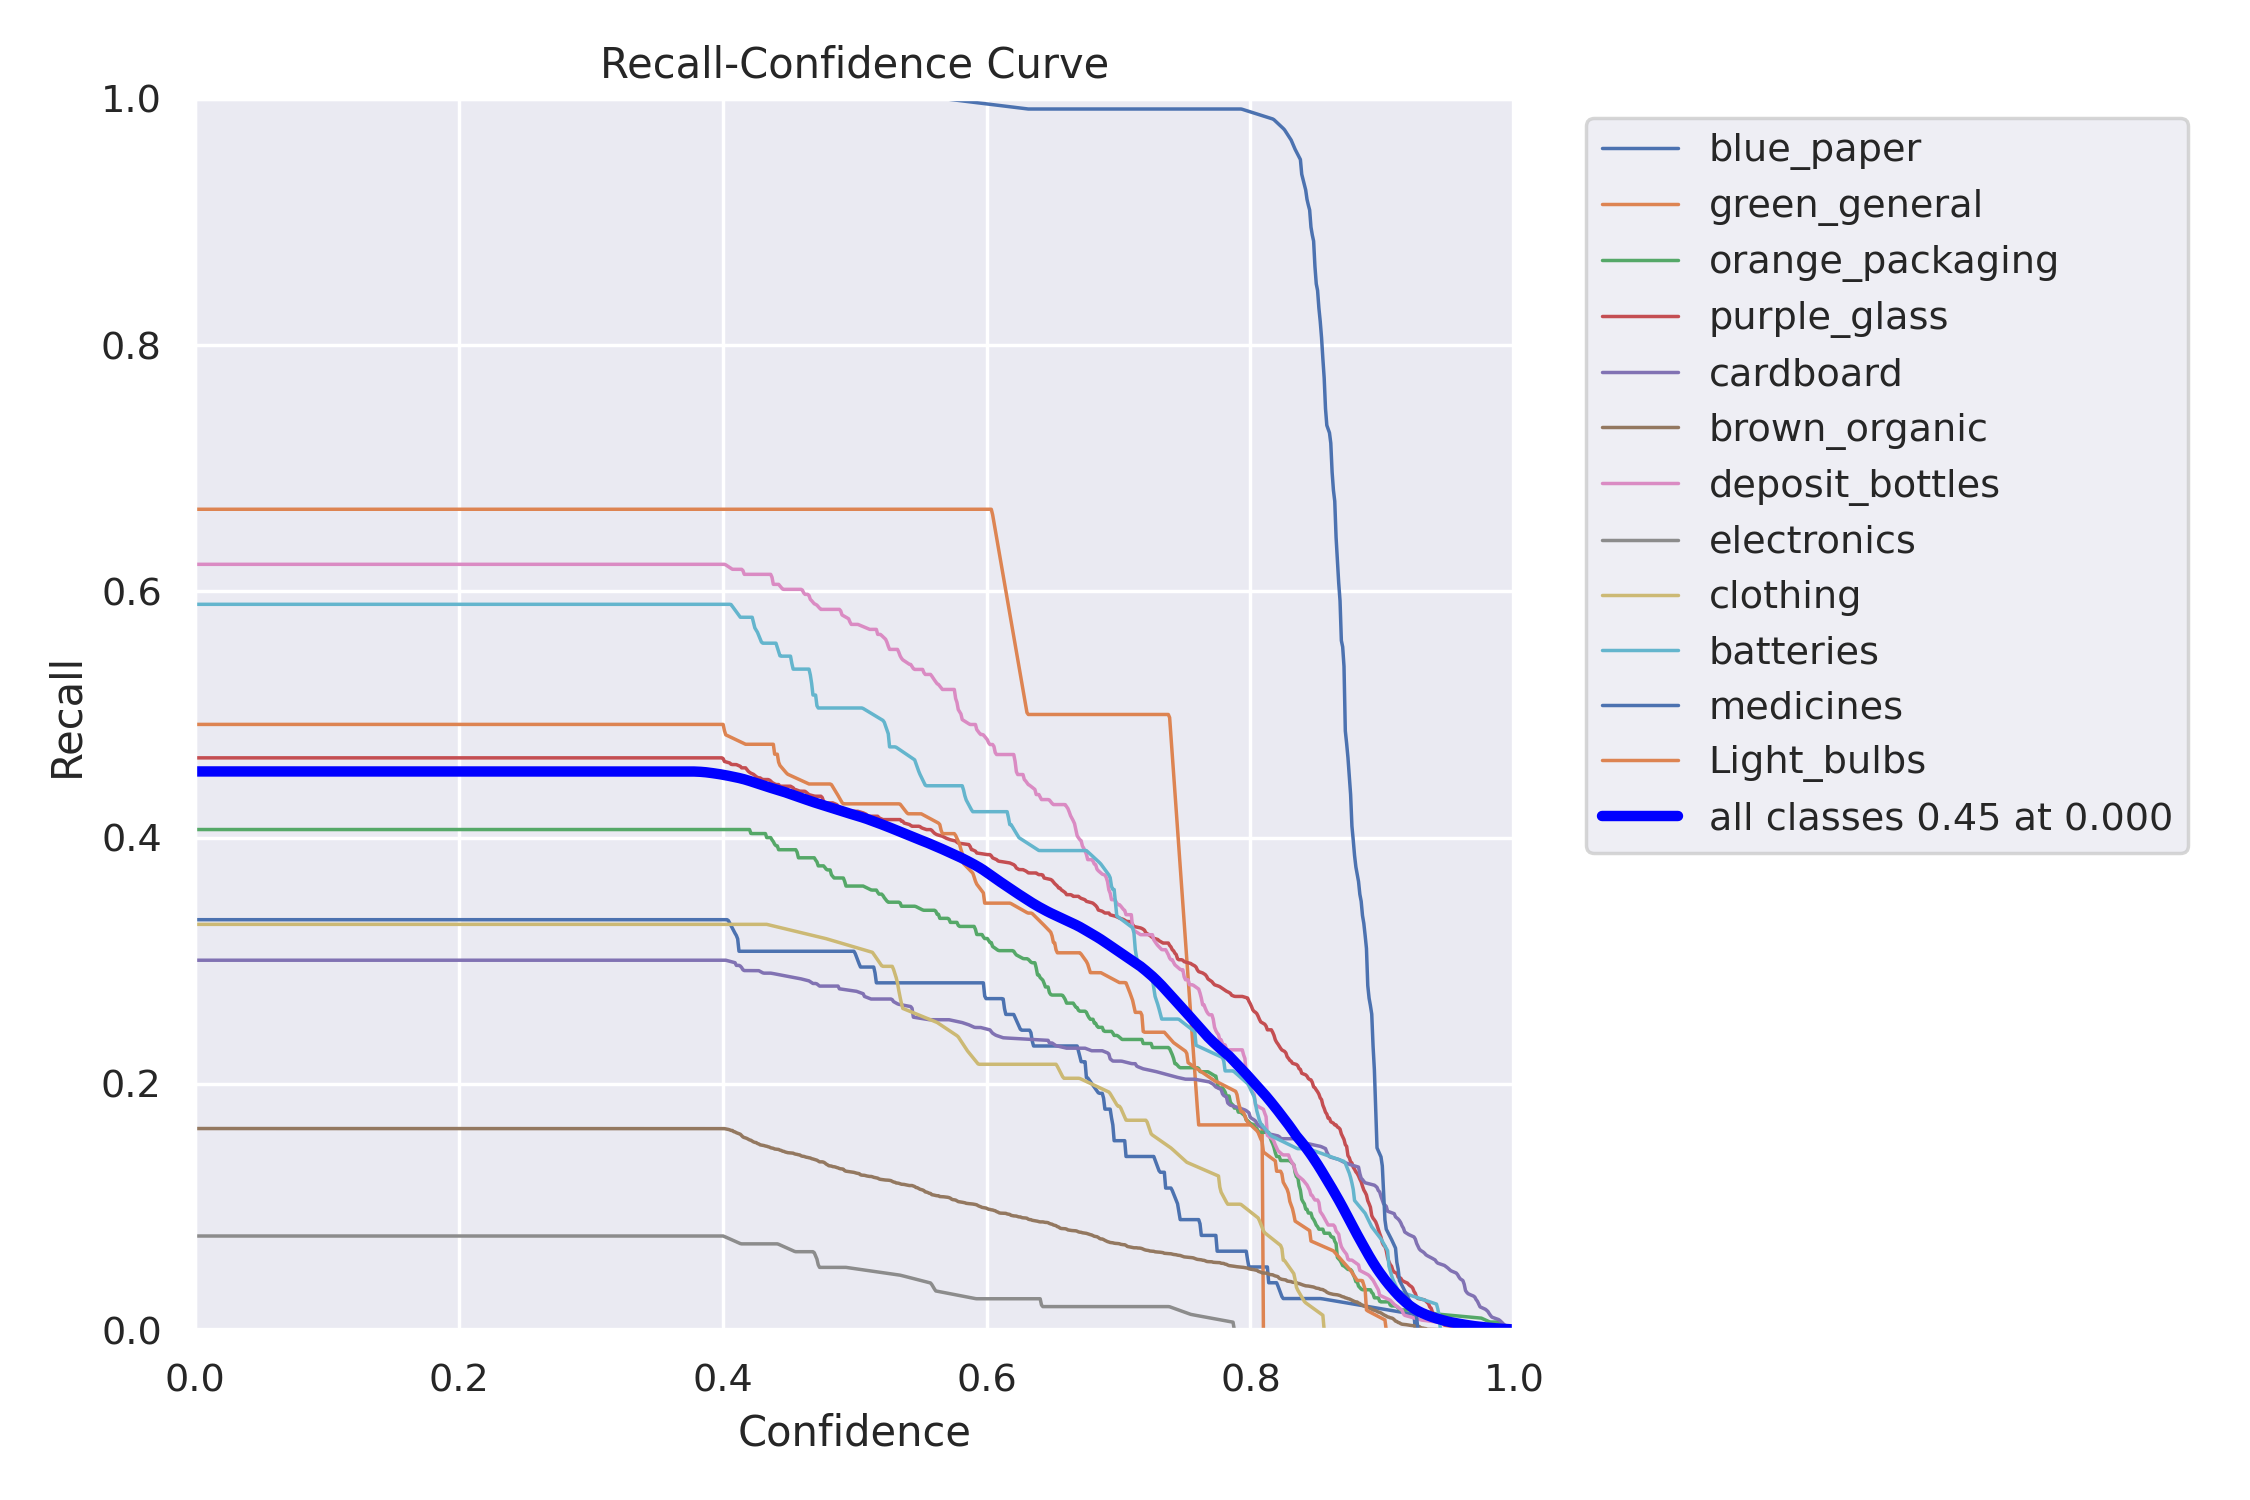 Recall-Confidence Curve
1.0
0.8
0.6
0.4
0.2
0.0
Recall
0.0 0.2 0.4 0.6 0.8 1.0
Confidence
blue_paper
green_general
orange_packaging
purple_glass
cardboard
brown_organic
deposit_bottles
electronics
clothing
batteries
medicines
Light_bulbs
all classes 0.45 at 0.000